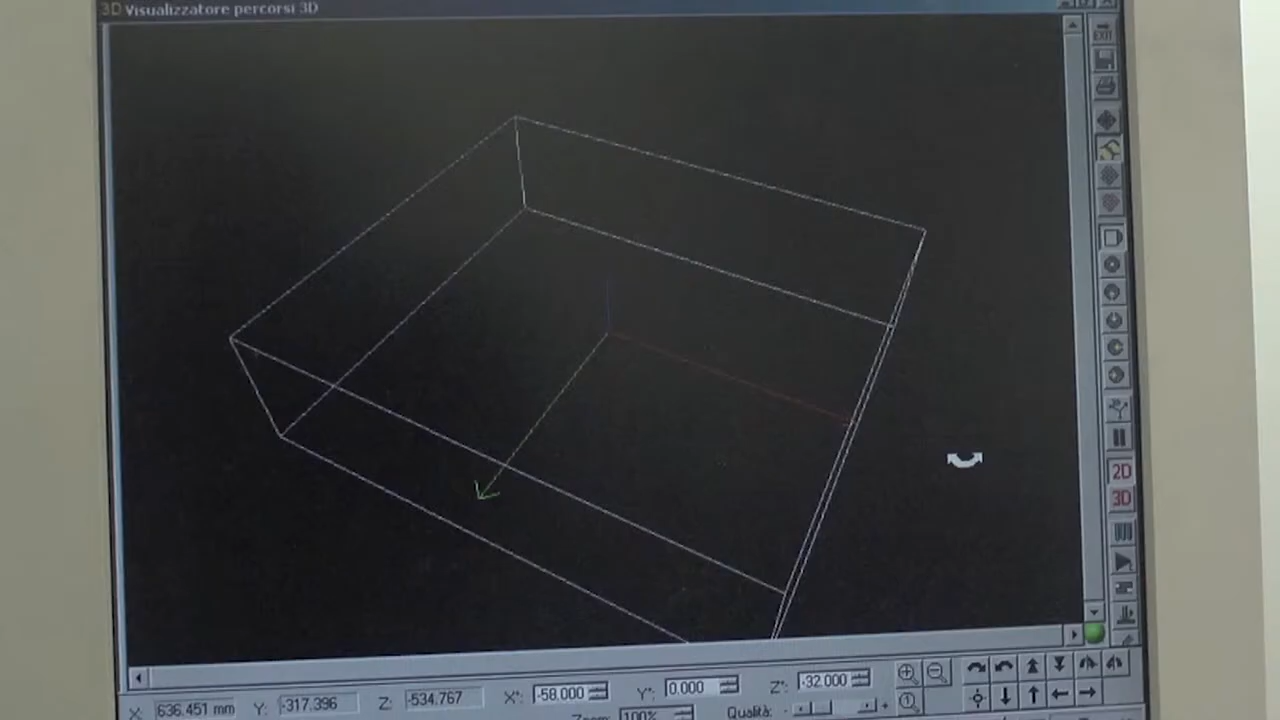 3D Visualizzatore percorsi 3D
EXIT
2D
3D
X: 636.451 mm Y: -317.396 Z: -534.767 X°: -58.000 Y°: 0.000 Z°: -32.000
Zoom: 100% Qualità: - +